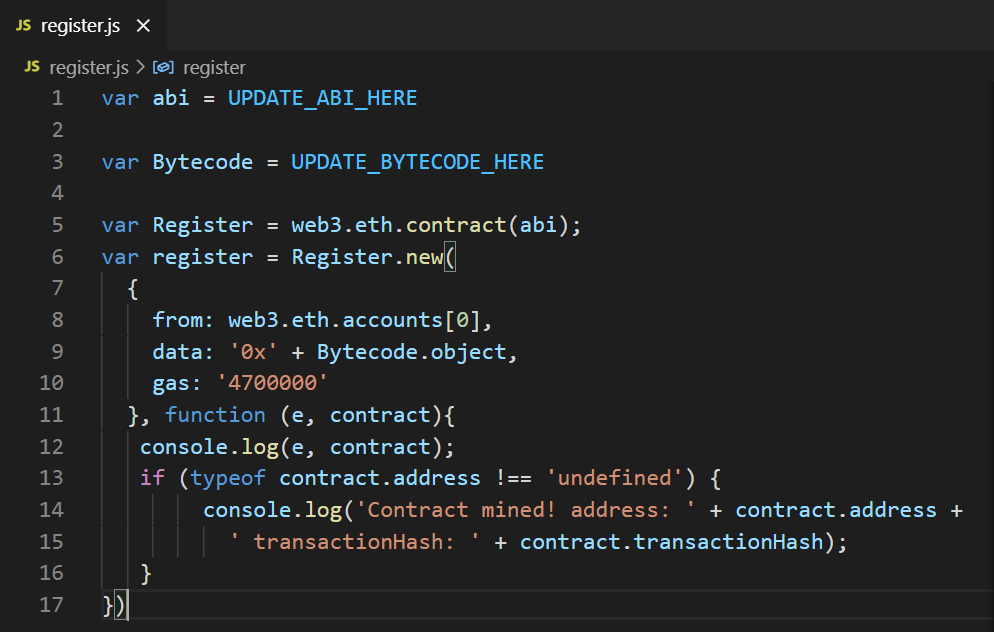 JS register.js ×
JS register.js > register
1 var abi = UPDATE_ABI_HERE
2
3 var Bytecode = UPDATE_BYTECODE_HERE
4
5 var Register = web3.eth.contract(abi);
6 var register = Register.new(
7   {
8     from: web3.eth.accounts[0],
9     data: '0x' + Bytecode.object,
10     gas: '4700000'
11   }, function (e, contract){
12    console.log(e, contract);
13    if (typeof contract.address !== 'undefined') {
14         console.log('Contract mined! address: ' + contract.address +
15           ' transactionHash: ' + contract.transactionHash);
16    }
17 })